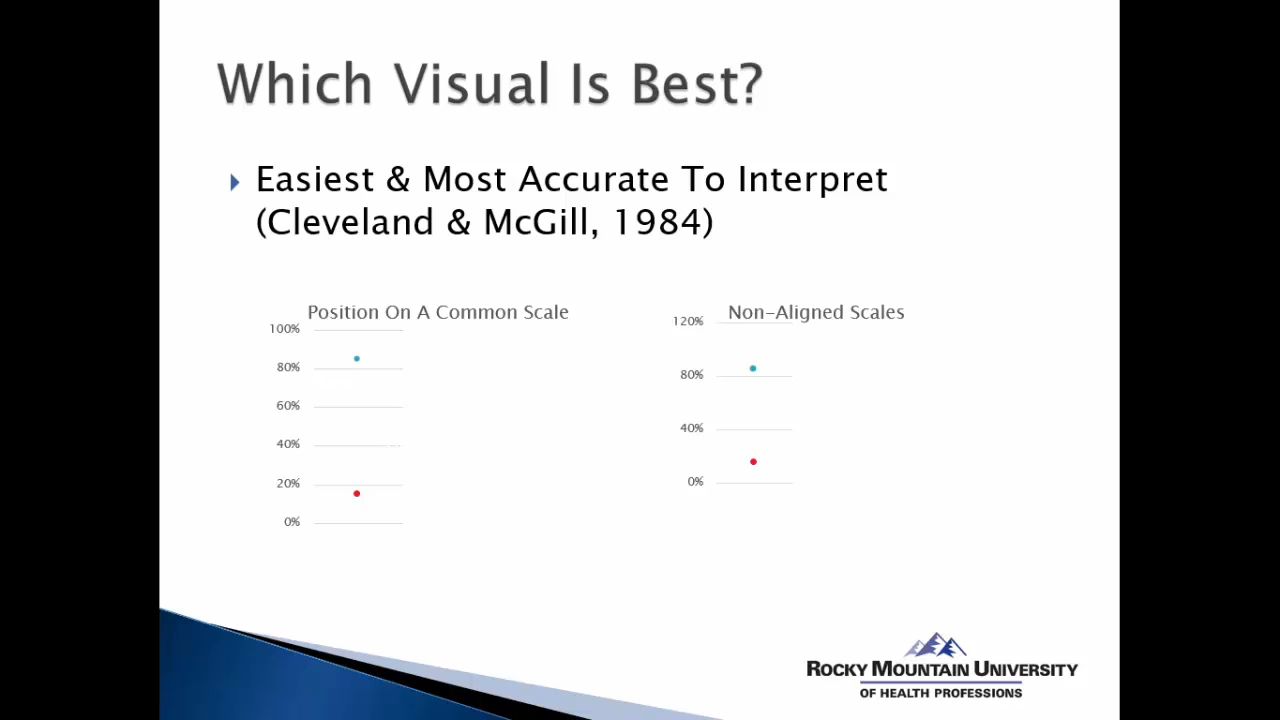 Which Visual Is Best?
Easiest & Most Accurate To Interpret
(Cleveland & McGill, 1984)
Position On A Common Scale
100%
80%
60%
40%
20%
0%
Non-Aligned Scales
120%
80%
40%
0%
ROCKY MOUNTAIN UNIVERSITY
OF HEALTH PROFESSIONS